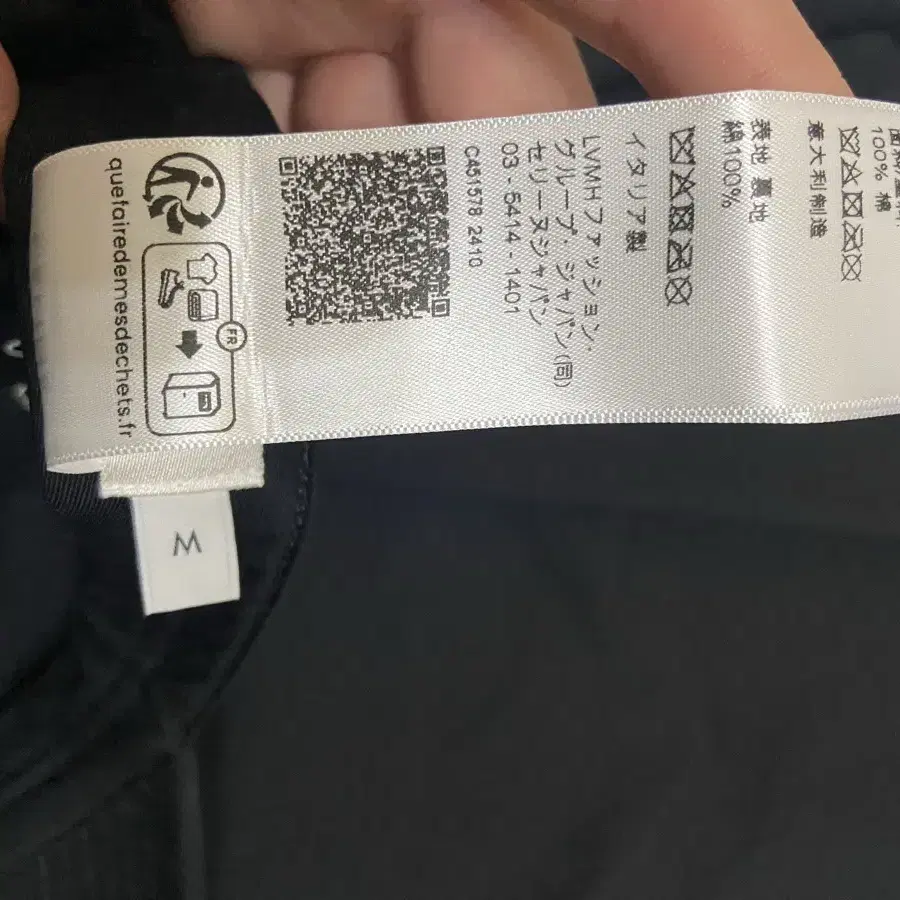 100% 棉
意大利制造
表地 裏地
綿100%
イタリア製
LVMHファッション・
グループ・ジャパン(同)
セリーヌジャパン
03 - 5414 - 1401
C461578 2410
FR
quefairedemesdechets.fr
M